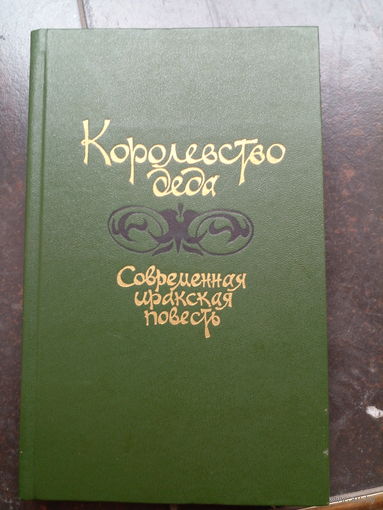 Королевство
деда
Современная
иракская
повесть